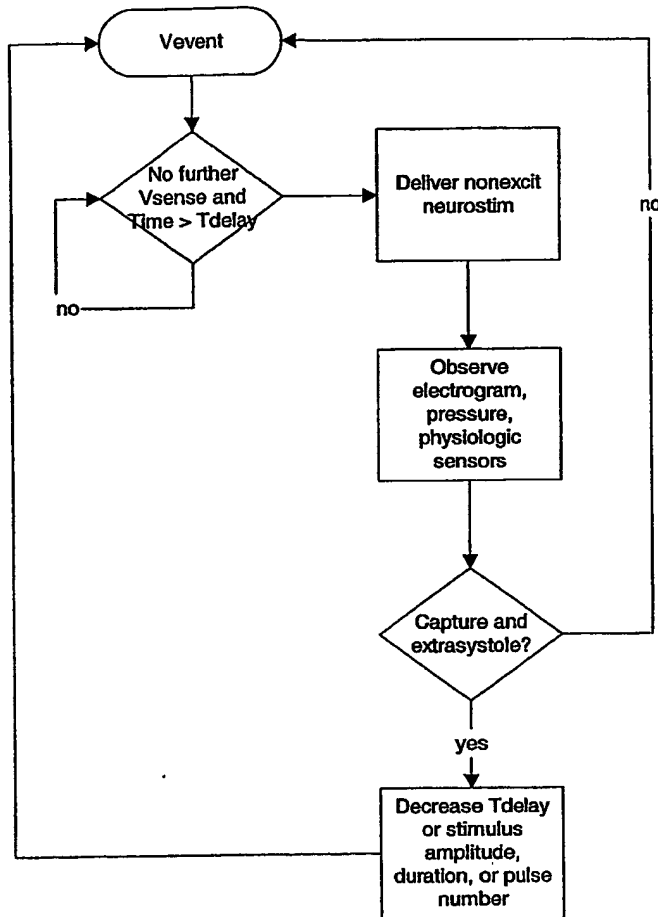 Vevent
No further
Vsense and
Time > Tdelay
no
Deliver nonexcit
neurostim
no
Observe
electrogram,
pressure,
physiologic
sensors
Capture and
extrasystole?
yes
Decrease Tdelay
or stimulus
amplitude,
duration, or pulse
number